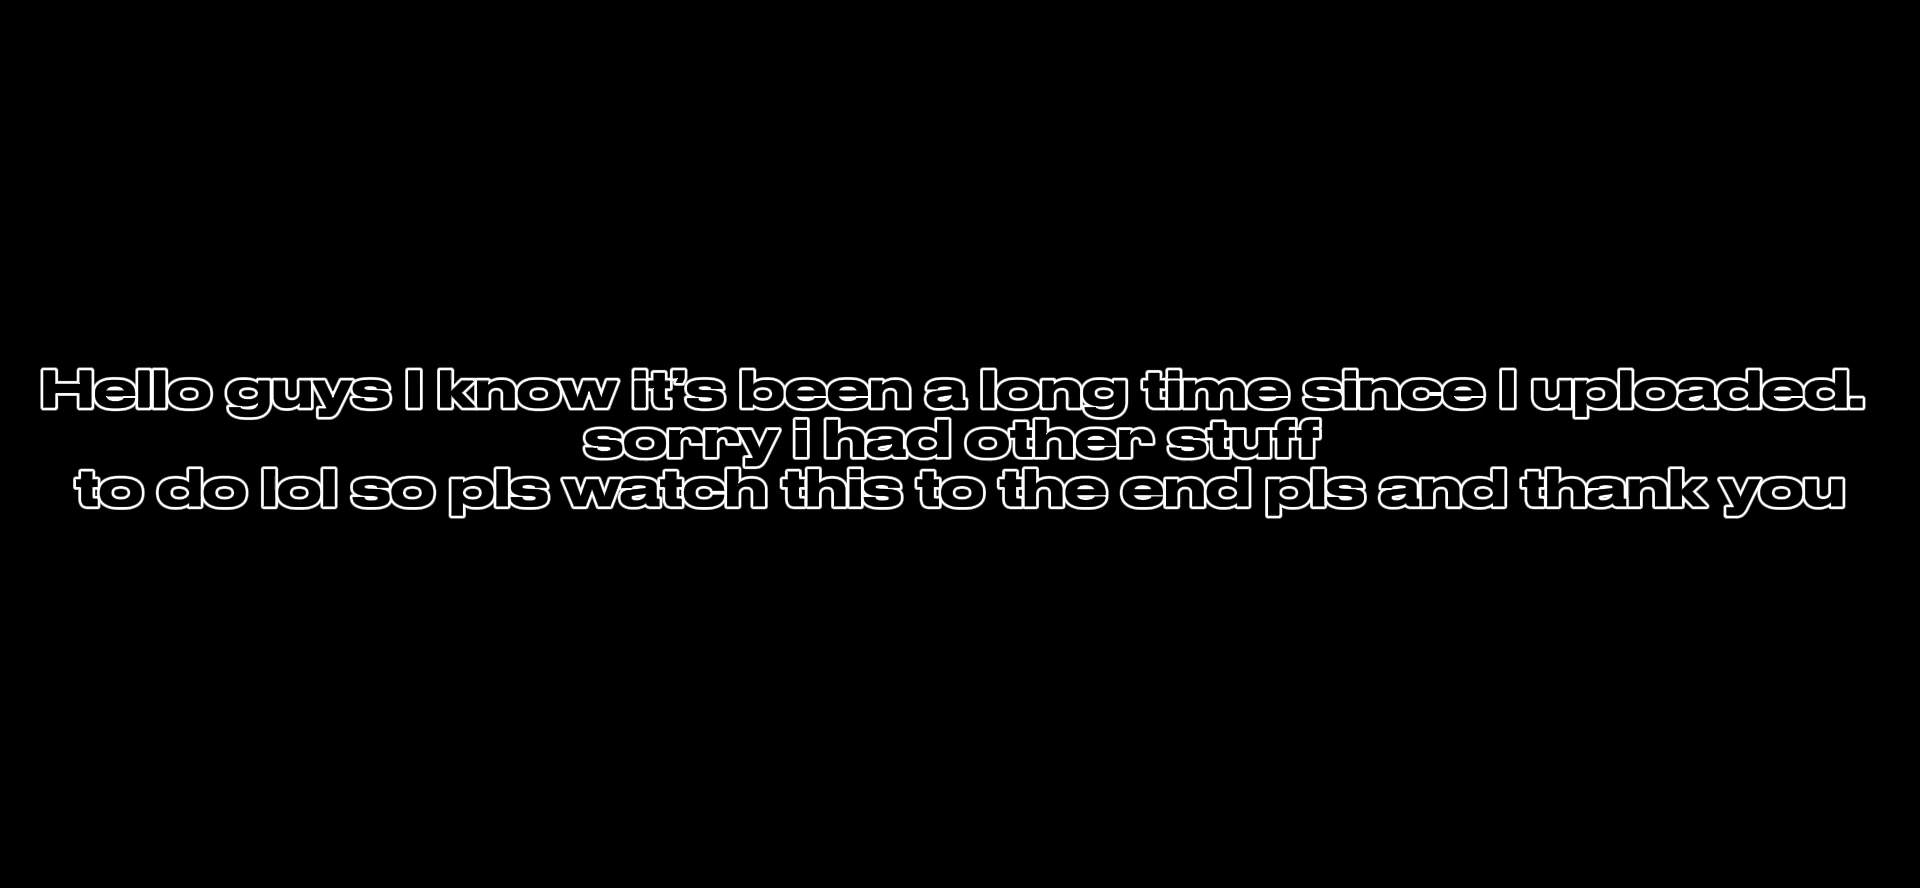 Hello guys I know it's been a long time since I uploaded.
sorry i had other stuff
to do lol so pls watch this to the end pls and thank you